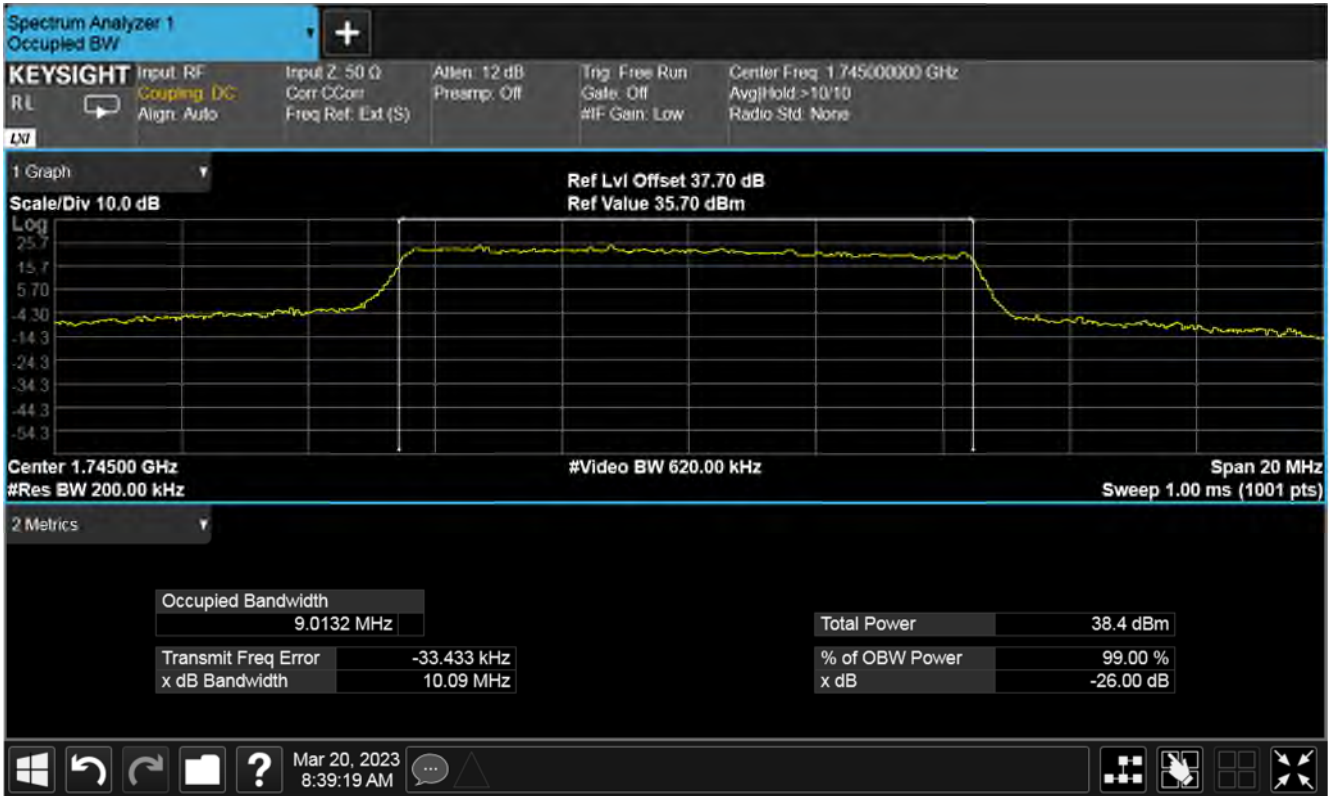 Spectrum Analyzer 1
Occupied BW
KEYSIGHT
RL
LXI
Input: RF
Coupling: DC
Align: Auto
Input Z: 50 Ω
Corr CCorr
Freq Ref: Ext (S)
Atten: 12 dB
Preamp: Off
Trig: Free Run
Gate: Off
#IF Gain: Low
Center Freq: 1.745000000 GHz
Avg|Hold:>10/10
Radio Std: None
1 Graph
Scale/Div 10.0 dB
Ref Lvl Offset 37.70 dB
Ref Value 35.70 dBm
Log
25.7
15.7
5.70
-4.30
-14.3
-24.3
-34.3
-44.3
-54.3
Center 1.74500 GHz
#Res BW 200.00 kHz
#Video BW 620.00 kHz
Span 20 MHz
Sweep 1.00 ms (1001 pts)
2 Metrics
Occupied Bandwidth
9.0132 MHz
Transmit Freq Error -33.433 kHz
x dB Bandwidth 10.09 MHz
Total Power 38.4 dBm
% of OBW Power 99.00 %
x dB -26.00 dB
?
Mar 20, 2023
8:39:19 AM